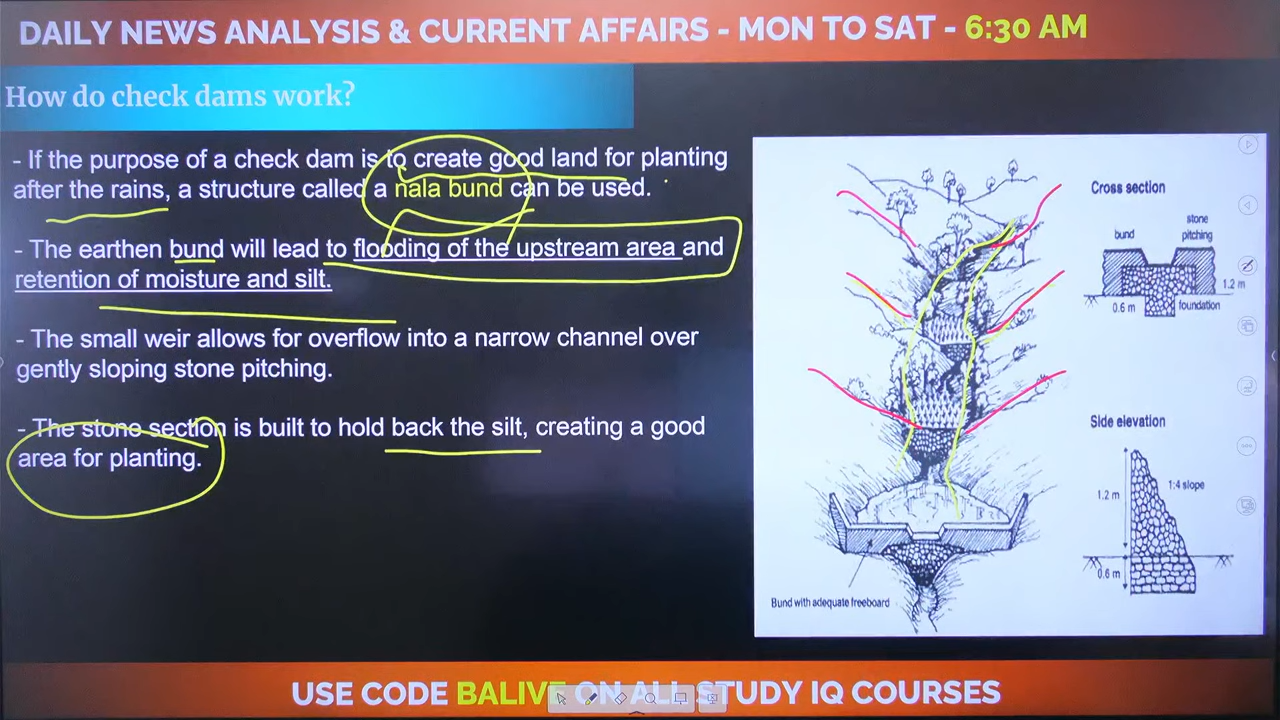 DAILY NEWS ANALYSIS & CURRENT AFFAIRS - MON TO SAT - 6:30 AM
How do check dams work?
- If the purpose of a check dam is to create good land for planting
after the rains, a structure called a nala bund can be used.
- The earthen bund will lead to flooding of the upstream area and
retention of moisture and silt.
- The small weir allows for overflow into a narrow channel over
gently sloping stone pitching.
- The stone section is built to hold back the silt, creating a good
area for planting.
Cross section
bund
stone
pitching
1.2 m
0.6 m
foundation
Side elevation
1.2 m
1:4 slope
0.6 m
Bund with adequate freeboard
USE CODE BALIVE ON ALL STUDY IQ COURSES